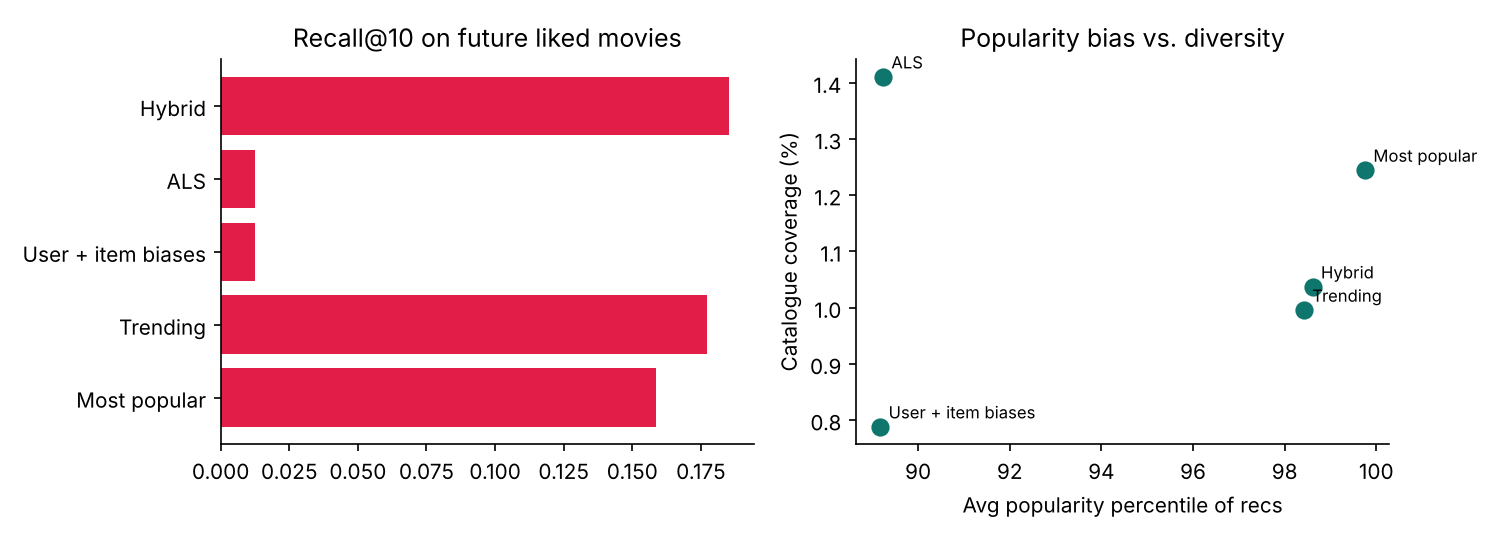 Recall@10 on future liked movies
Hybrid
ALS
User + item biases
Trending
Most popular
0.000 0.025 0.050 0.075 0.100 0.125 0.150 0.175
Popularity bias vs. diversity
Catalogue coverage (%)
1.4
1.3
1.2
1.1
1.0
0.9
0.8
ALS
Most popular
Hybrid
Trending
User + item biases
90 92 94 96 98 100
Avg popularity percentile of recs